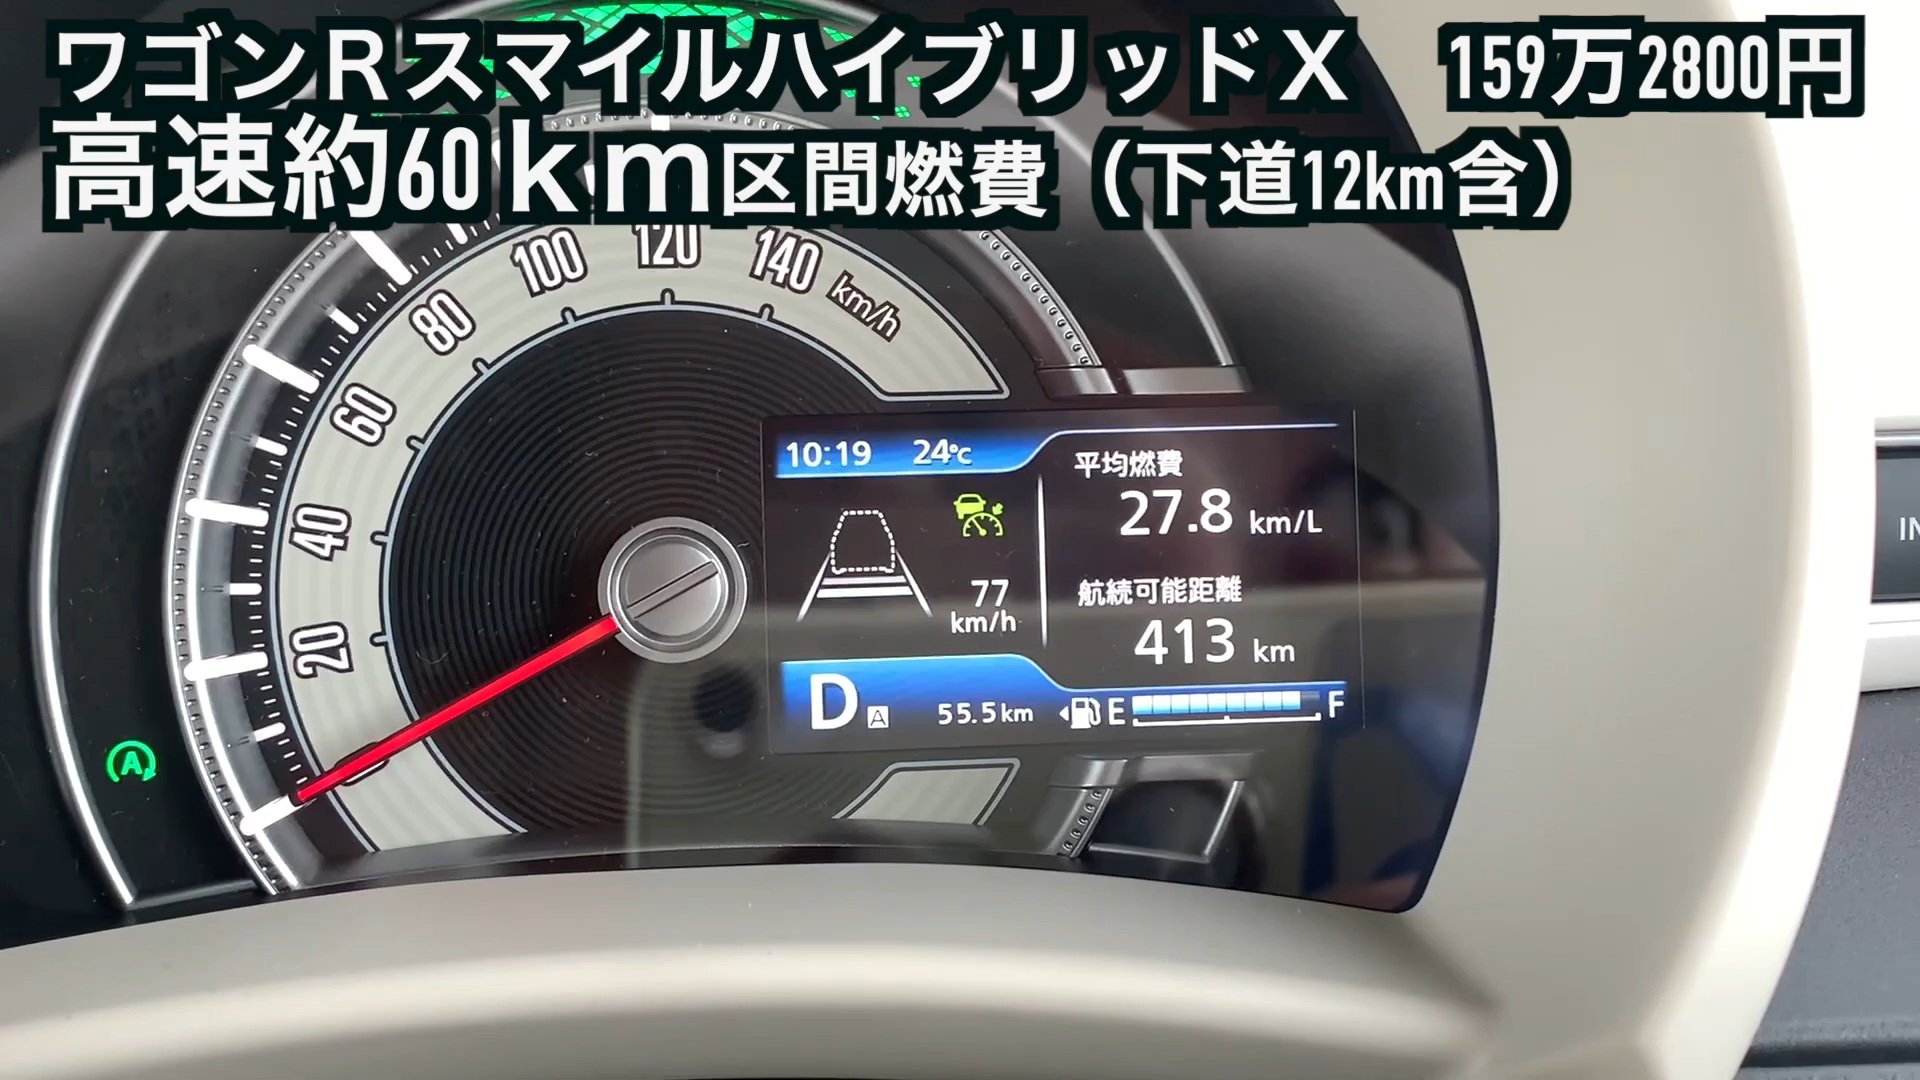 ワゴンRスマイルハイブリッドX　159万2800円
高速約60km区間燃費（下道12km含）
20
40
60
80
100
120
140
km/h
10:19 24℃
77
km/h
平均燃費
27.8 km/L
航続可能距離
413 km
D A 55.5km E F
A